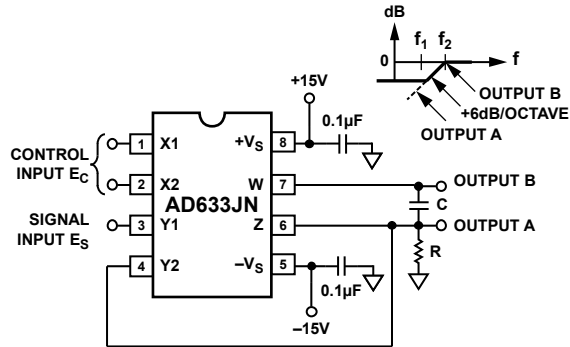 dB
f1 f2
0
f
OUTPUT B
+6dB/OCTAVE
OUTPUT A
+15V
0.1µF
CONTROL
INPUT EC
1 X1
+VS 8
2 X2
W 7
OUTPUT B
AD633JN
C
SIGNAL
INPUT ES
3 Y1
Z 6
OUTPUT A
R
4 Y2
–VS 5
0.1µF
–15V